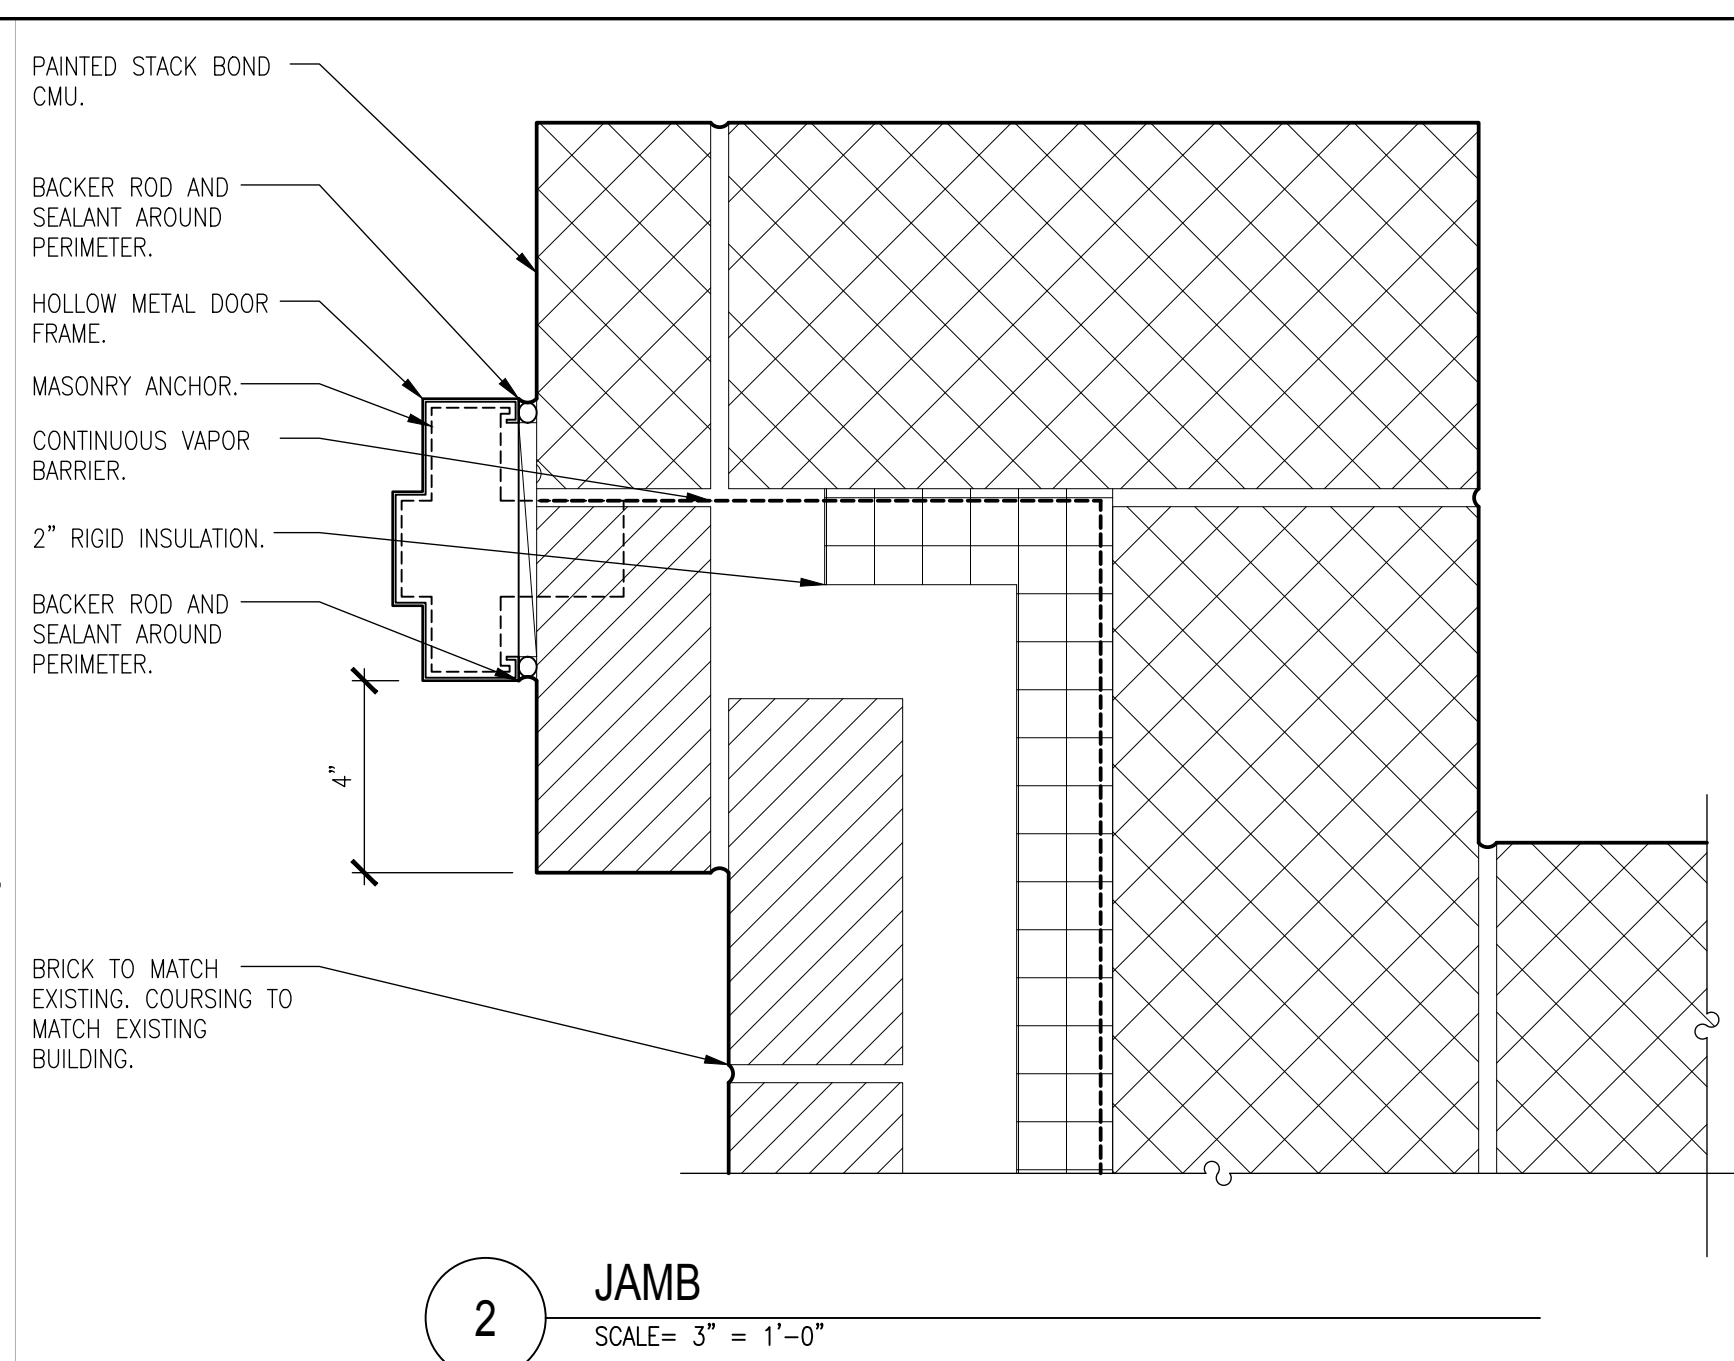 PAINTED STACK BOND
CMU.
BACKER ROD AND
SEALANT AROUND
PERIMETER.
HOLLOW METAL DOOR
FRAME.
MASONRY ANCHOR.
CONTINUOUS VAPOR
BARRIER.
2" RIGID INSULATION.
BACKER ROD AND
SEALANT AROUND
PERIMETER.
4"
BRICK TO MATCH
EXISTING. COURSING TO
MATCH EXISTING
BUILDING.
2
JAMB
SCALE= 3" = 1'-0"